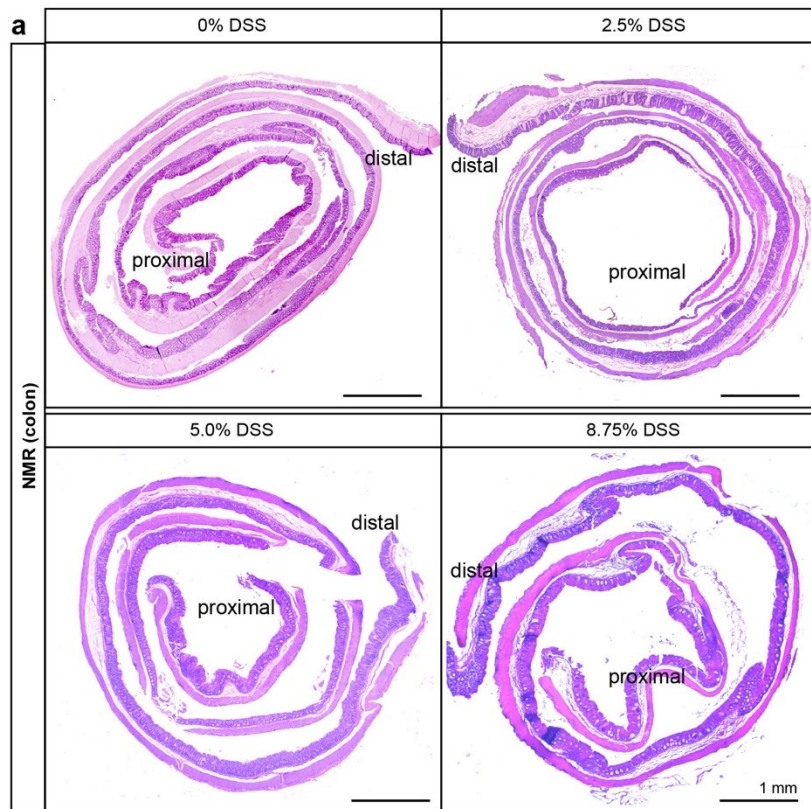 a
0% DSS
2.5% DSS
NMR (colon)
distal
proximal
distal
proximal
5.0% DSS
8.75% DSS
distal
proximal
distal
proximal
1 mm